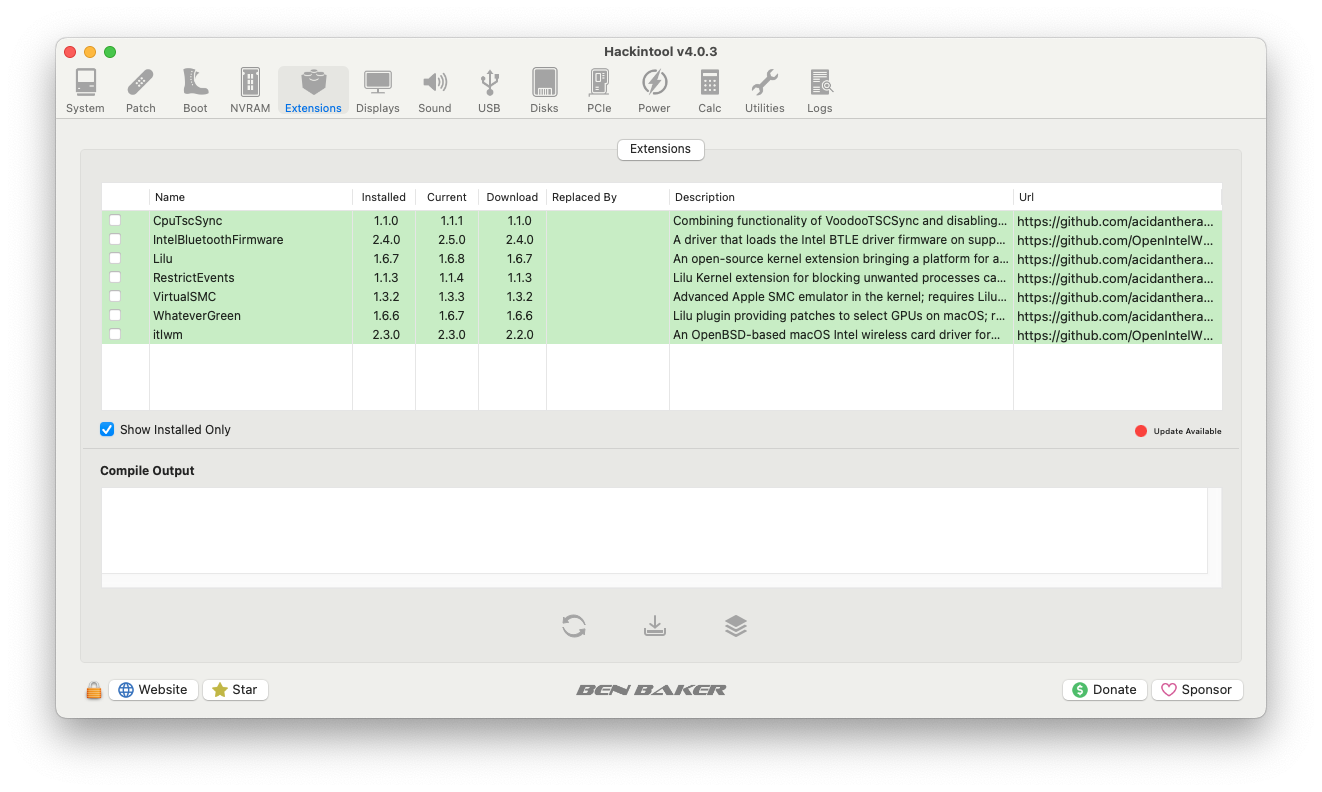 Hackintool v4.0.3
System Patch Boot NVRAM Extensions Displays Sound USB Disks PCIe Power Calc Utilities Logs
Extensions
Name Installed Current Download Replaced By Description Url
CpuTscSync 1.1.0 1.1.1 1.1.0 Combining functionality of VoodooTSCSync and disabling... https://github.com/acidanthera...
IntelBluetoothFirmware 2.4.0 2.5.0 2.4.0 A driver that loads the Intel BTLE driver firmware on supp... https://github.com/OpenIntelW...
Lilu 1.6.7 1.6.8 1.6.7 An open-source kernel extension bringing a platform for a... https://github.com/acidanthera...
RestrictEvents 1.1.3 1.1.4 1.1.3 Lilu Kernel extension for blocking unwanted processes ca... https://github.com/acidanthera...
VirtualSMC 1.3.2 1.3.3 1.3.2 Advanced Apple SMC emulator in the kernel; requires Lilu... https://github.com/acidanthera...
WhateverGreen 1.6.6 1.6.7 1.6.6 Lilu plugin providing patches to select GPUs on macOS; r... https://github.com/acidanthera...
itlwm 2.3.0 2.3.0 2.2.0 An OpenBSD-based macOS Intel wireless card driver for... https://github.com/OpenIntelW...
Show Installed Only Update Available
Compile Output
Website Star BEN BAKER Donate Sponsor